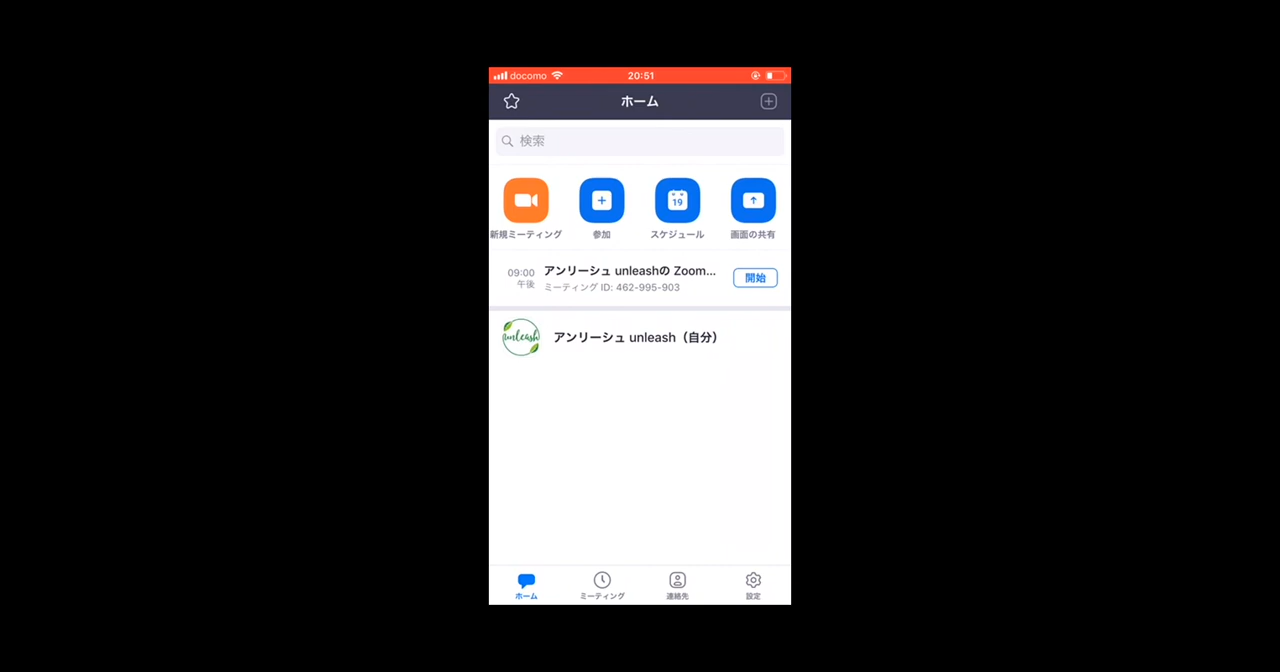 docomo 20:51
ホーム
検索
19
新規ミーティング 参加 スケジュール 画面の共有
09:00 アンリーシュ unleashの Zoom... 開始
午後 ミーティング ID: 462-995-903
unleash アンリーシュ unleash（自分）
ホーム ミーティング 連絡先 設定